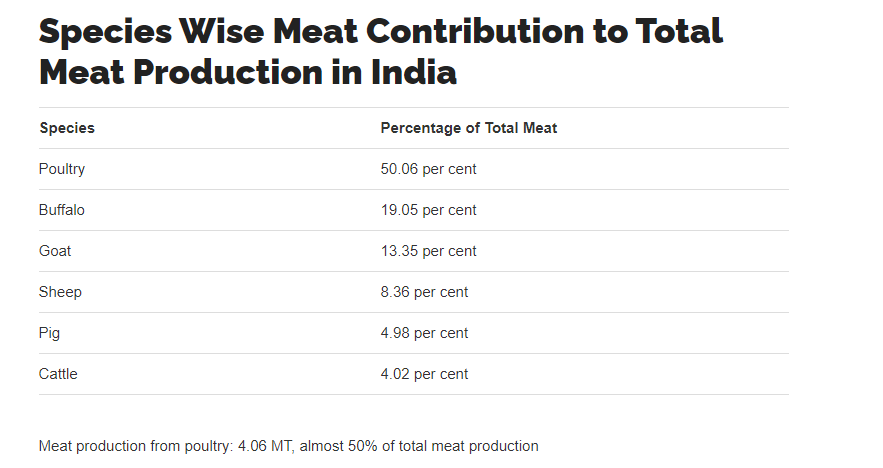 Species Wise Meat Contribution to Total
Meat Production in India
Species Percentage of Total Meat
Poultry 50.06 per cent
Buffalo 19.05 per cent
Goat 13.35 per cent
Sheep 8.36 per cent
Pig 4.98 per cent
Cattle 4.02 per cent
Meat production from poultry: 4.06 MT, almost 50% of total meat production